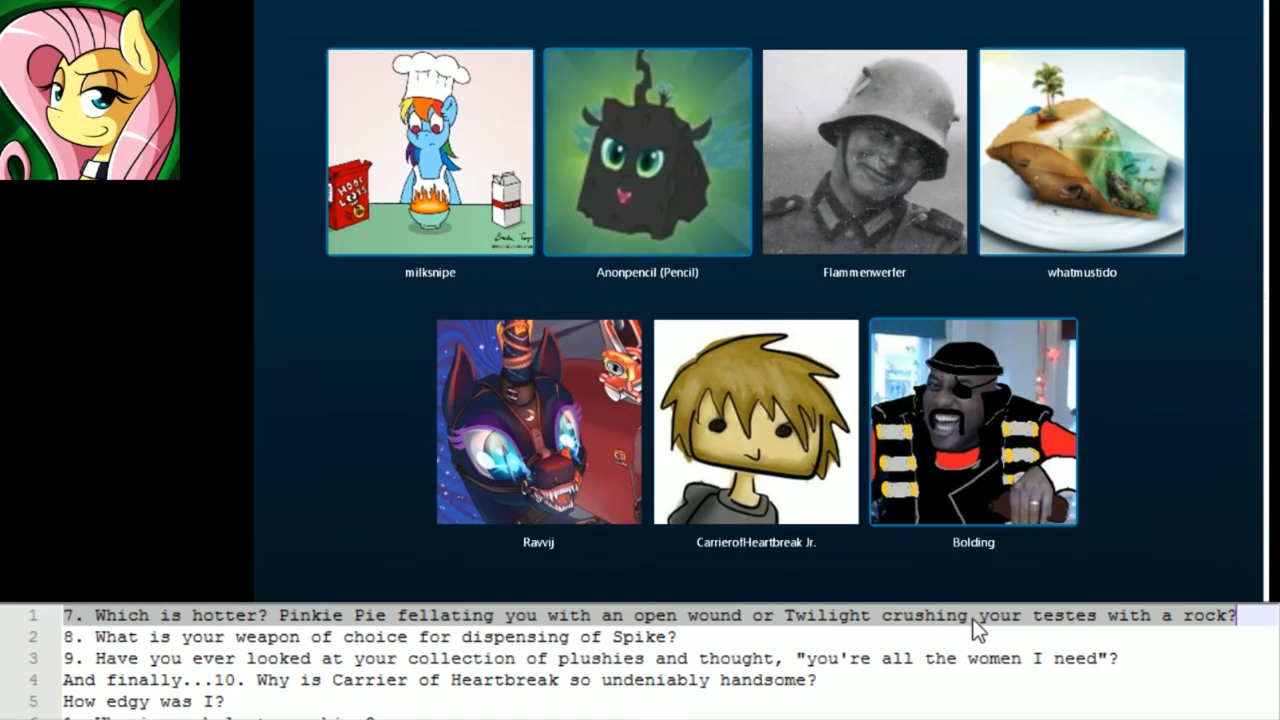 milksnipe
Anonpencil (Pencil)
Flammenwerfer
whatmustido
Ravvij
CarrierofHeartbreak Jr.
Bolding
1 7. Which is hotter? Pinkie Pie fellating you with an open wound or Twilight crushing your testes with a rock?
2 8. What is your weapon of choice for dispensing of Spike?
3 9. Have you ever looked at your collection of plushies and thought, "you're all the women I need"?
4 And finally...10. Why is Carrier of Heartbreak so undeniably handsome?
5 How edgy was I?